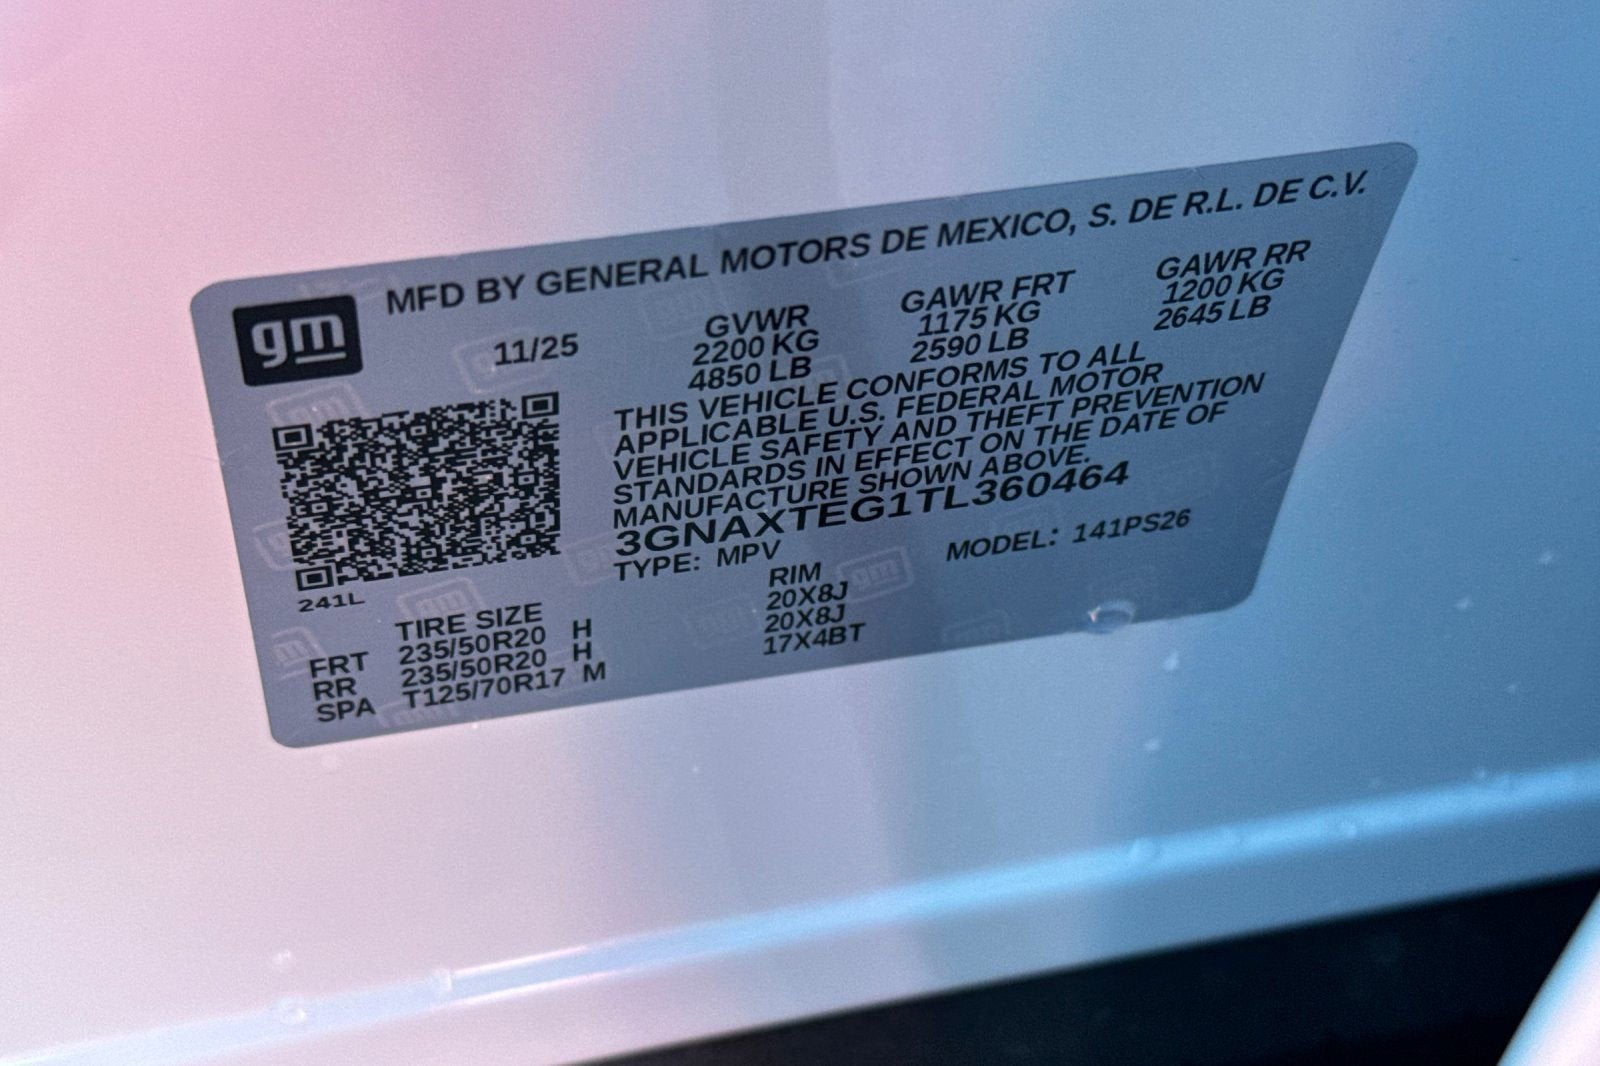 gm
MFD BY GENERAL MOTORS DE MEXICO, S. DE R.L. DE C.V.
11/25
GVWR GAWR FRT GAWR RR
2200 KG 1175 KG 1200 KG
4850 LB 2590 LB 2645 LB
THIS VEHICLE CONFORMS TO ALL
APPLICABLE U.S. FEDERAL MOTOR
VEHICLE SAFETY AND THEFT PREVENTION
STANDARDS IN EFFECT ON THE DATE OF
MANUFACTURE SHOWN ABOVE.
3GNAXTEG1TL360464
TYPE: MPV MODEL: 141PS26
241L
TIRE SIZE RIM
FRT 235/50R20 H 20X8J
RR 235/50R20 H 20X8J
SPA T125/70R17 M 17X4BT